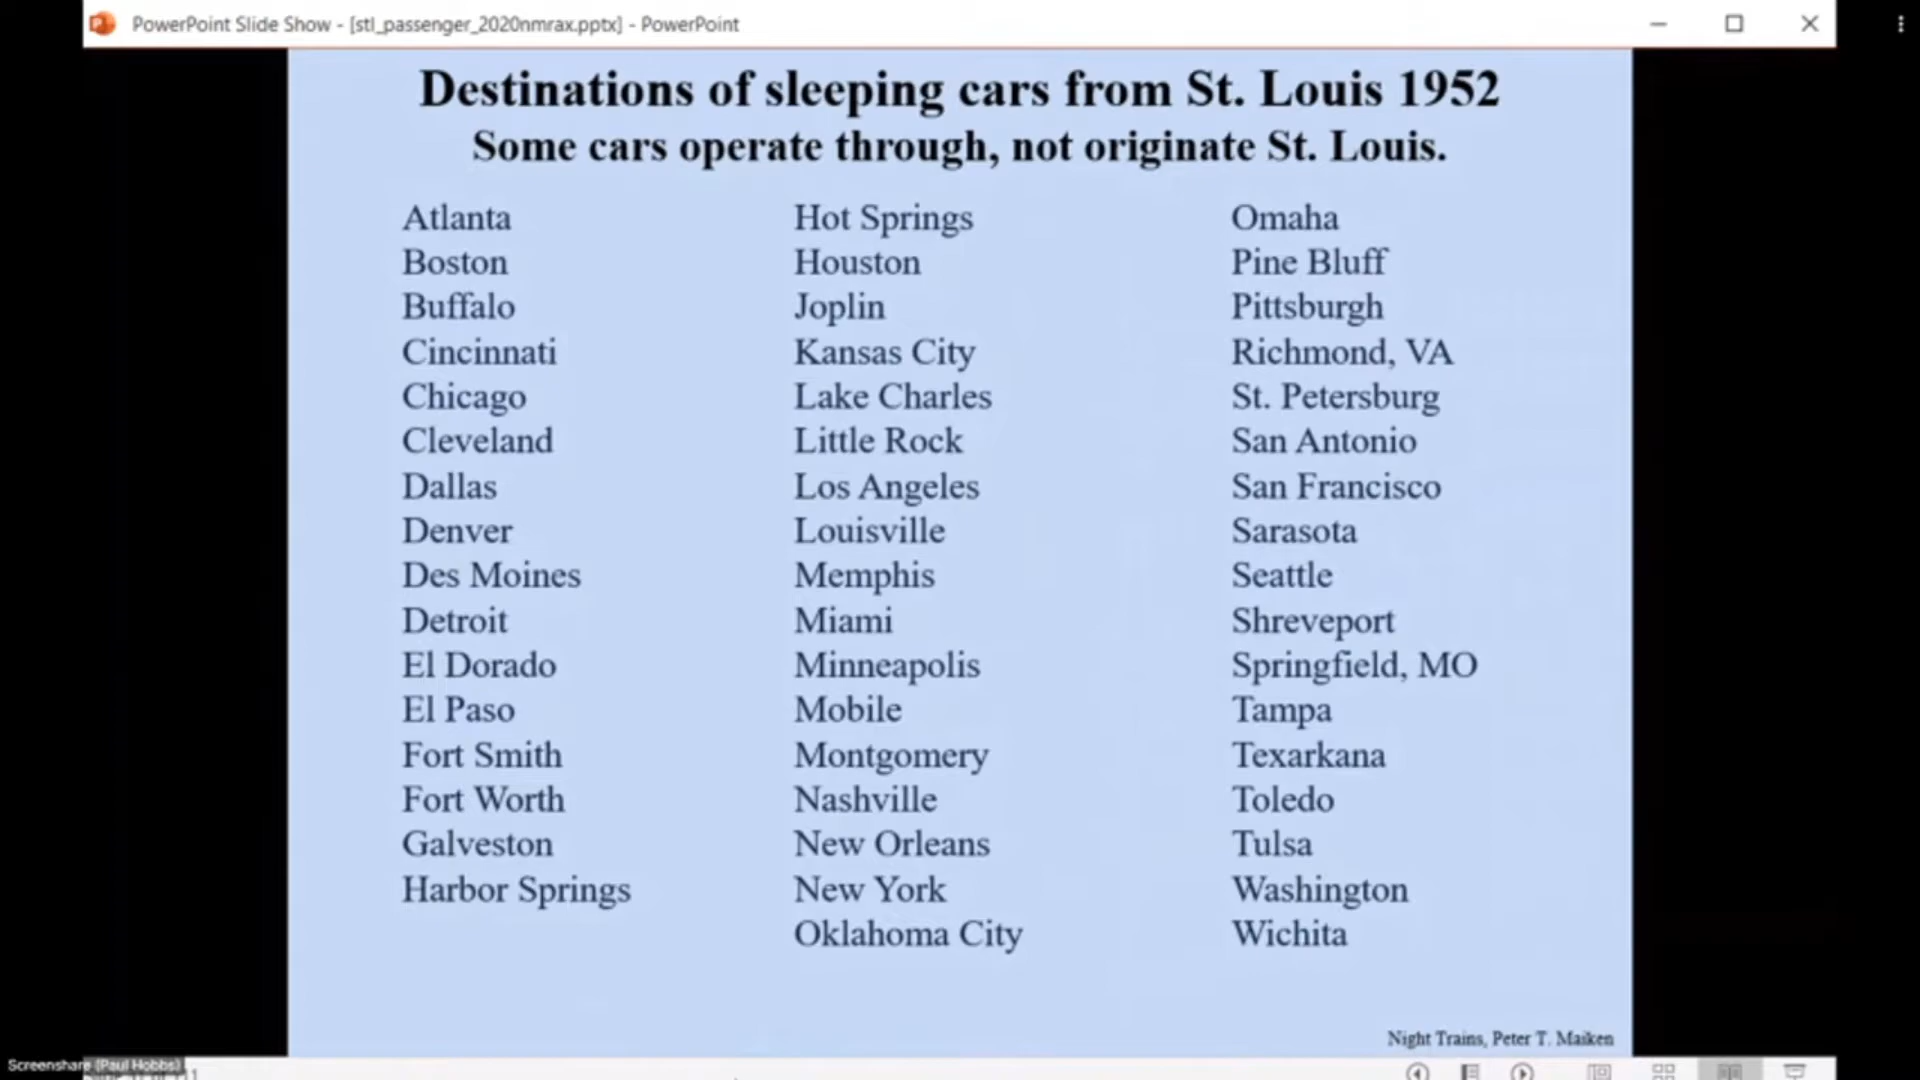 PowerPoint Slide Show - [stl_passenger_2020nmrax.pptx] - PowerPoint
Destinations of sleeping cars from St. Louis 1952
Some cars operate through, not originate St. Louis.
Atlanta
Boston
Buffalo
Cincinnati
Chicago
Cleveland
Dallas
Denver
Des Moines
Detroit
El Dorado
El Paso
Fort Smith
Fort Worth
Galveston
Harbor Springs
Hot Springs
Houston
Joplin
Kansas City
Lake Charles
Little Rock
Los Angeles
Louisville
Memphis
Miami
Minneapolis
Mobile
Montgomery
Nashville
New Orleans
New York
Oklahoma City
Omaha
Pine Bluff
Pittsburgh
Richmond, VA
St. Petersburg
San Antonio
San Francisco
Sarasota
Seattle
Shreveport
Springfield, MO
Tampa
Texarkana
Toledo
Tulsa
Washington
Wichita
Night Trains, Peter T. Maiken
Screenshare (Paul Hobbs)